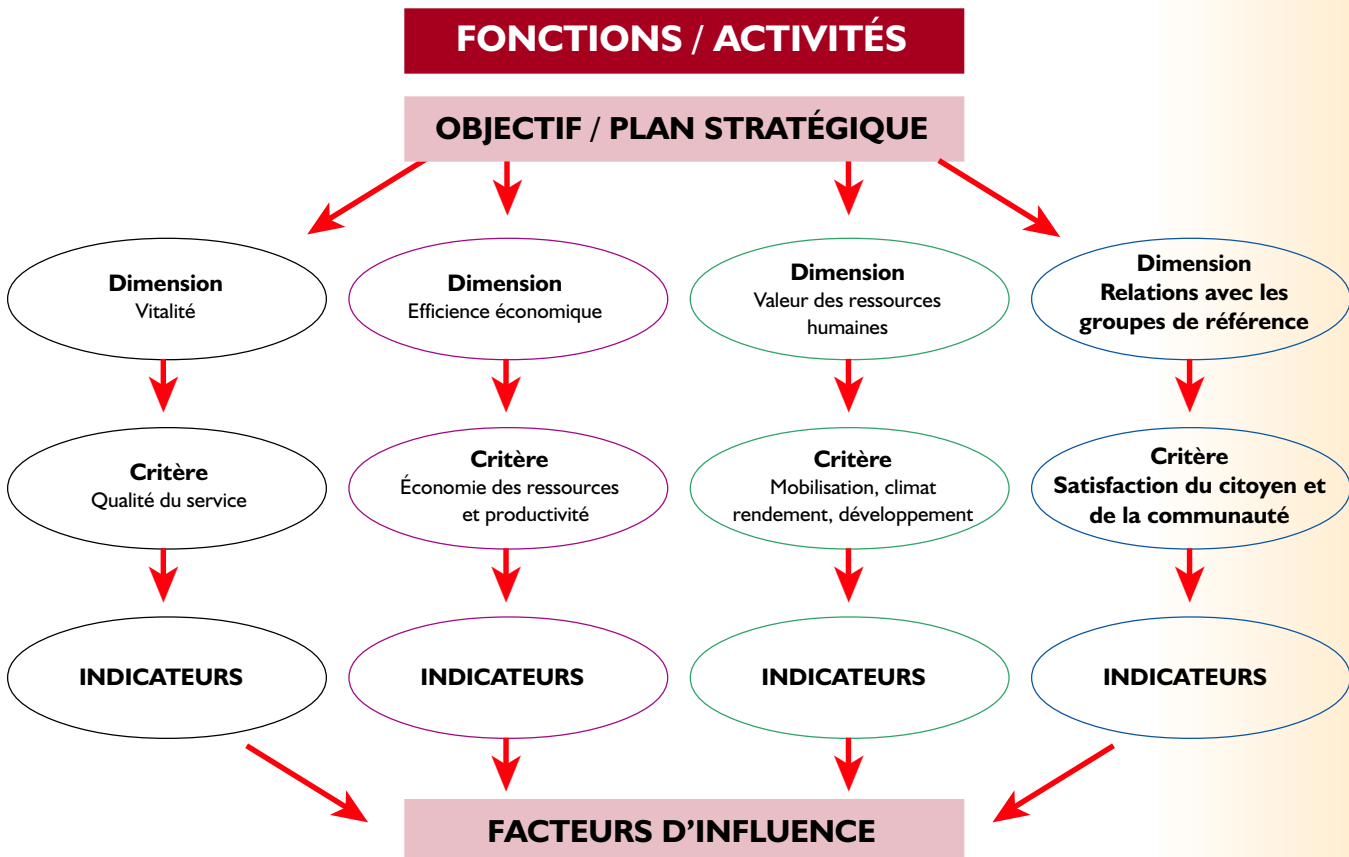 FONCTIONS / ACTIVITÉS
OBJECTIF / PLAN STRATÉGIQUE
Dimension
Vitalité
Dimension
Efficience économique
Dimension
Valeur des ressources
humaines
Dimension
Relations avec les
groupes de référence
Critère
Qualité du service
Critère
Économie des ressources
et productivité
Critère
Mobilisation, climat
rendement, développement
Critère
Satisfaction du citoyen et
de la communauté
INDICATEURS
INDICATEURS
INDICATEURS
INDICATEURS
FACTEURS D'INFLUENCE